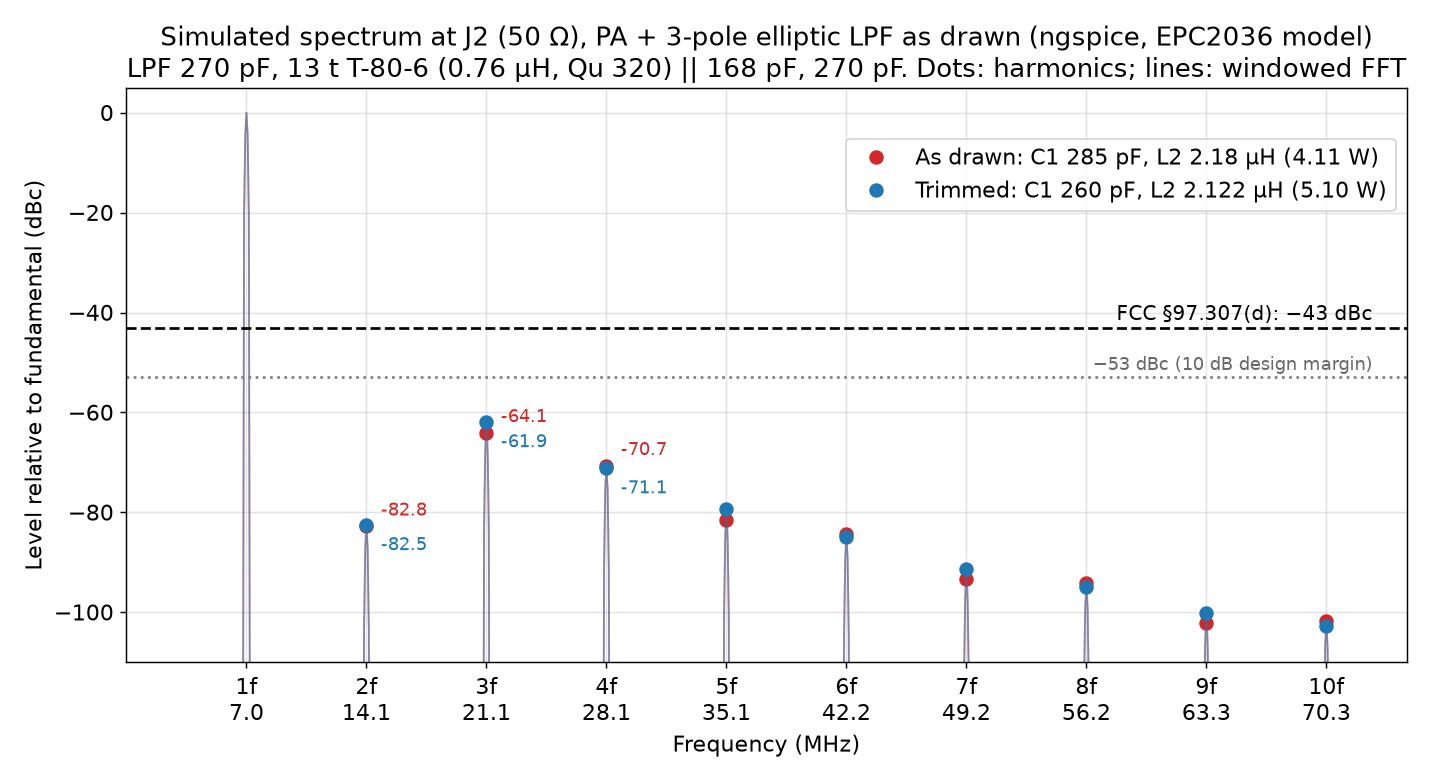 Simulated spectrum at J2 (50 Ω), PA + 3-pole elliptic LPF as drawn (ngspice, EPC2036 model)
LPF 270 pF, 13 t T-80-6 (0.76 μH, Qu 320) || 168 pF, 270 pF. Dots: harmonics; lines: windowed FFT
Level relative to fundamental (dBc)
0
−20
−40
−60
−80
−100
As drawn: C1 285 pF, L2 2.18 μH (4.11 W)
Trimmed: C1 260 pF, L2 2.122 μH (5.10 W)
FCC §97.307(d): −43 dBc
−53 dBc (10 dB design margin)
-64.1
-61.9
-70.7
-71.1
-82.8
-82.5
1f 2f 3f 4f 5f 6f 7f 8f 9f 10f
7.0 14.1 21.1 28.1 35.1 42.2 49.2 56.2 63.3 70.3
Frequency (MHz)